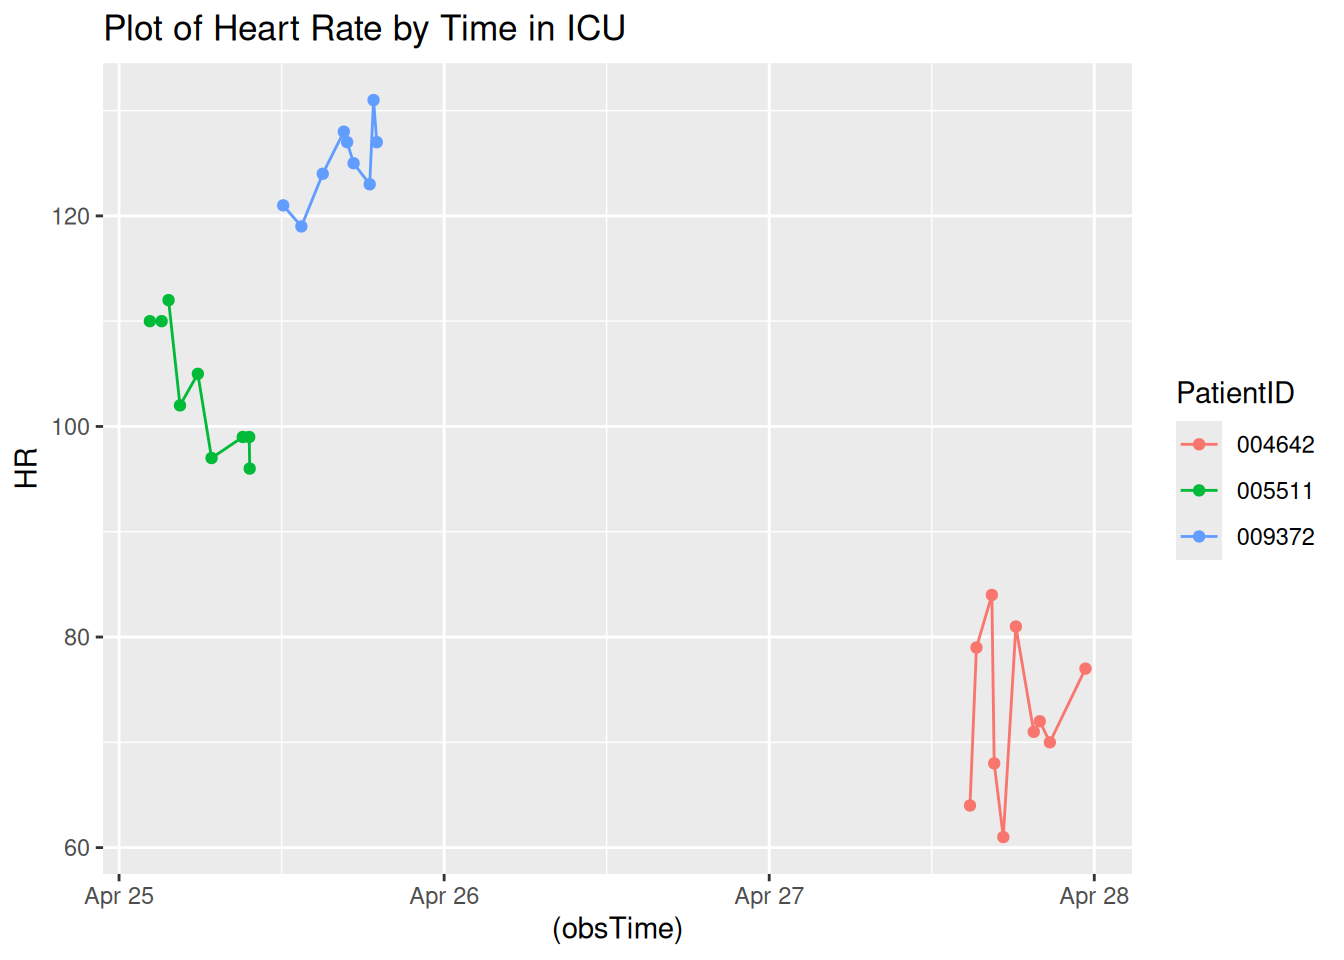 Plot of Heart Rate by Time in ICU
120
100
80
60
HR
Apr 25
Apr 26
Apr 27
Apr 28
(obsTime)
PatientID
004642
005511
009372